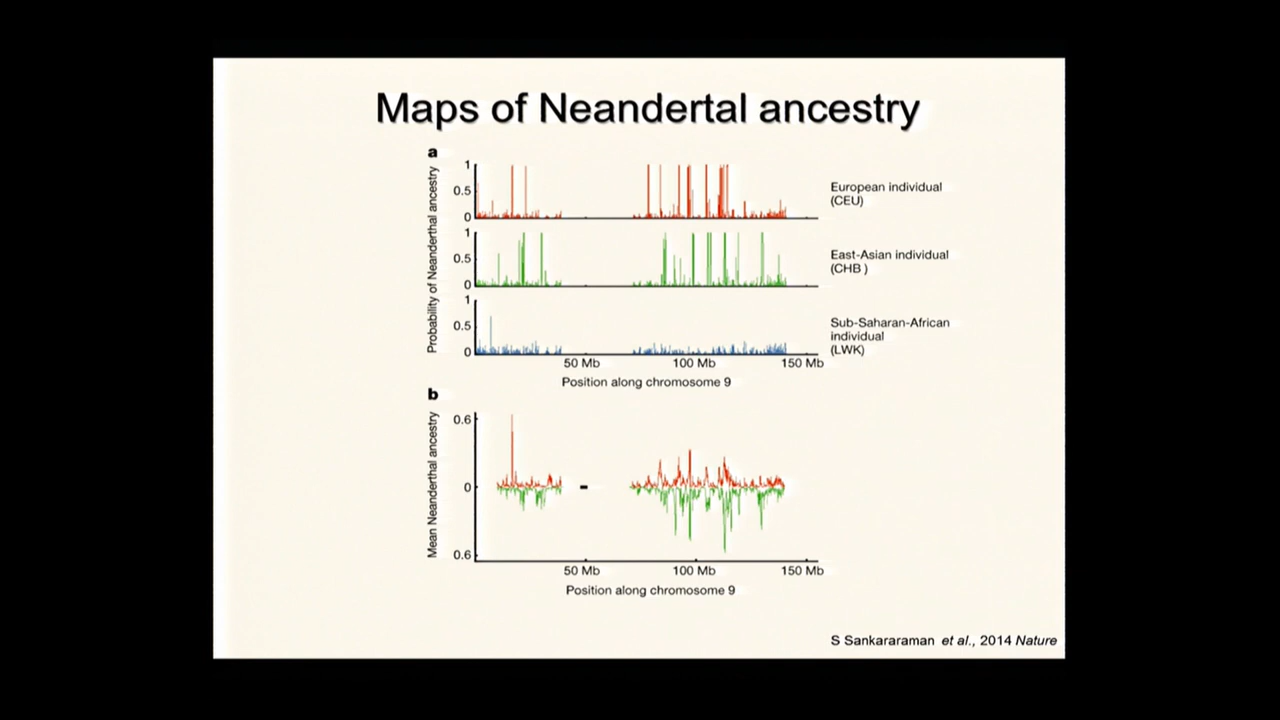 Maps of Neandertal ancestry
a
Probability of Neanderthal ancestry
1
0.5
0
European individual
(CEU)
1
0.5
0
East-Asian individual
(CHB )
1
0.5
0
Sub-Saharan-African
individual
(LWK)
50 Mb 100 Mb 150 Mb
Position along chromosome 9
b
Mean Neanderthal ancestry
0.6
0
0.6
50 Mb 100 Mb 150 Mb
Position along chromosome 9
S Sankararaman et al., 2014 Nature